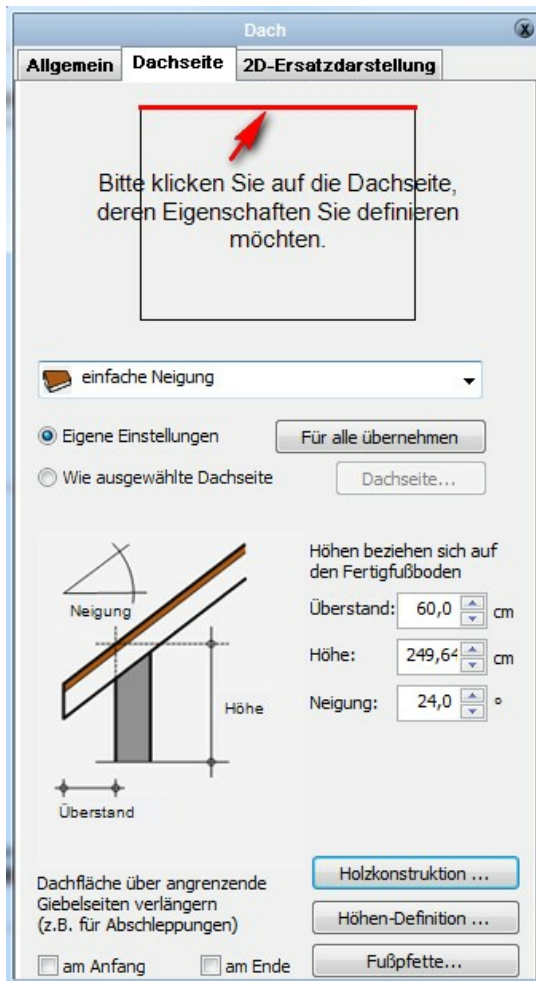 Dach
Allgemein
Dachseite
2D-Ersatzdarstellung
Bitte klicken Sie auf die Dachseite,
deren Eigenschaften Sie definieren
möchten.
einfache Neigung
Eigene Einstellungen
Für alle übernehmen
Wie ausgewählte Dachseite
Dachseite...
Neigung
Höhe
Überstand
Höhen beziehen sich auf
den Fertigfußboden
Überstand: 60,0 cm
Höhe: 249,64 cm
Neigung: 24,0 °
Dachfläche über angrenzende
Giebelseiten verlängern
(z.B. für Abschleppungen)
am Anfang
am Ende
Holzkonstruktion ...
Höhen-Definition ...
Fußpfette...